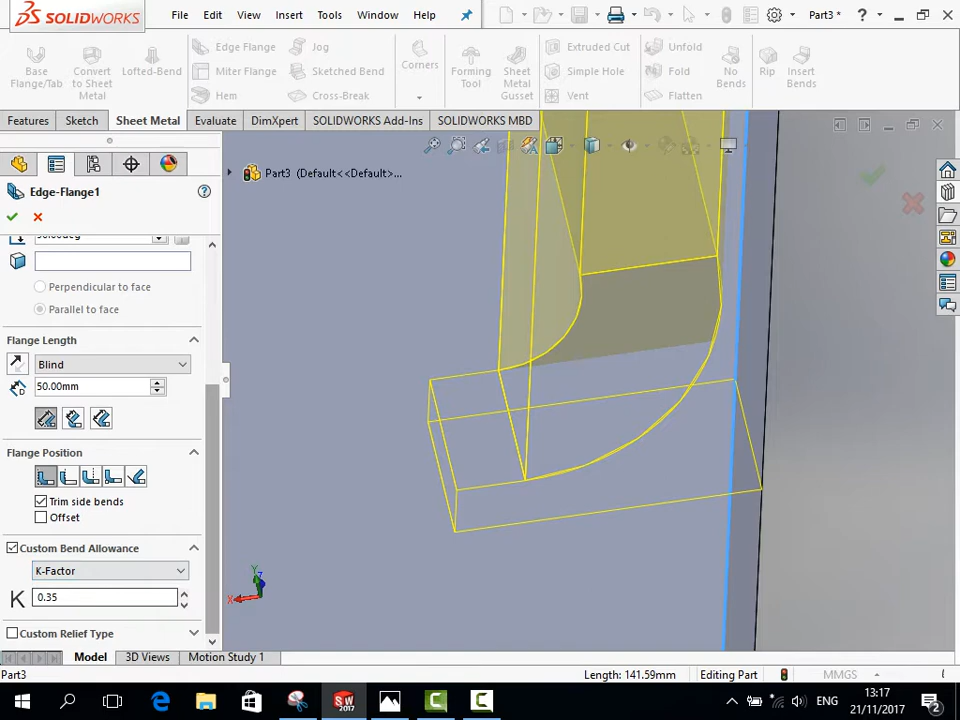 SOLIDWORKS File Edit View Insert Tools Window Help Part3 * ?
Base Flange/Tab
Convert to Sheet Metal
Lofted-Bend
Edge Flange
Miter Flange
Hem
Jog
Sketched Bend
Cross-Break
Corners
Forming Tool
Sheet Metal Gusset
Extruded Cut
Simple Hole
Vent
Unfold
Fold
Flatten
No Bends
Rip
Insert Bends
Features Sketch Sheet Metal Evaluate DimXpert SOLIDWORKS Add-Ins SOLIDWORKS MBD
Part3 (Default<<Default>...
Edge-Flange1
Perpendicular to face
Parallel to face
Flange Length
Blind
50.00mm
Flange Position
Trim side bends
Offset
Custom Bend Allowance
K-Factor
K 0.35
Custom Relief Type
Y
Z
X
Model 3D Views Motion Study 1
Part3 Length: 141.59mm Editing Part MMGS
ENG 13:17
21/11/2017 2
SW
2017